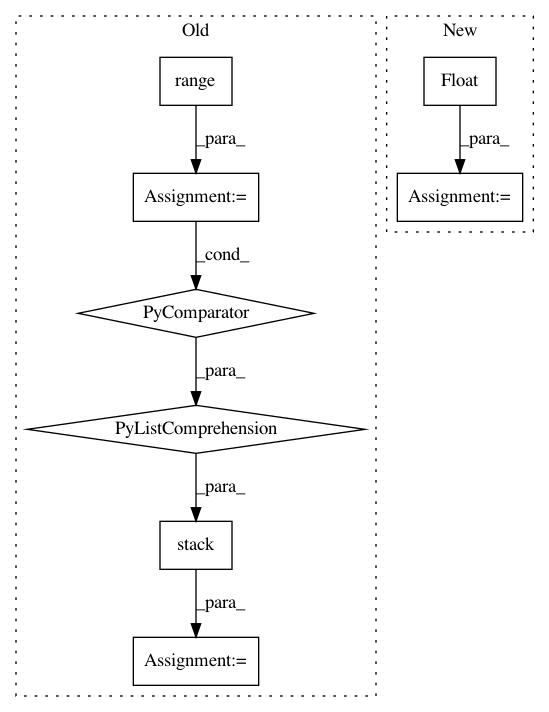 Old
range
_para_
Assignment:=
_cond_
PyComparator
_para_
PyListComprehension
_para_
stack
_para_
Assignment:=
New
Float
_para_
Assignment:=